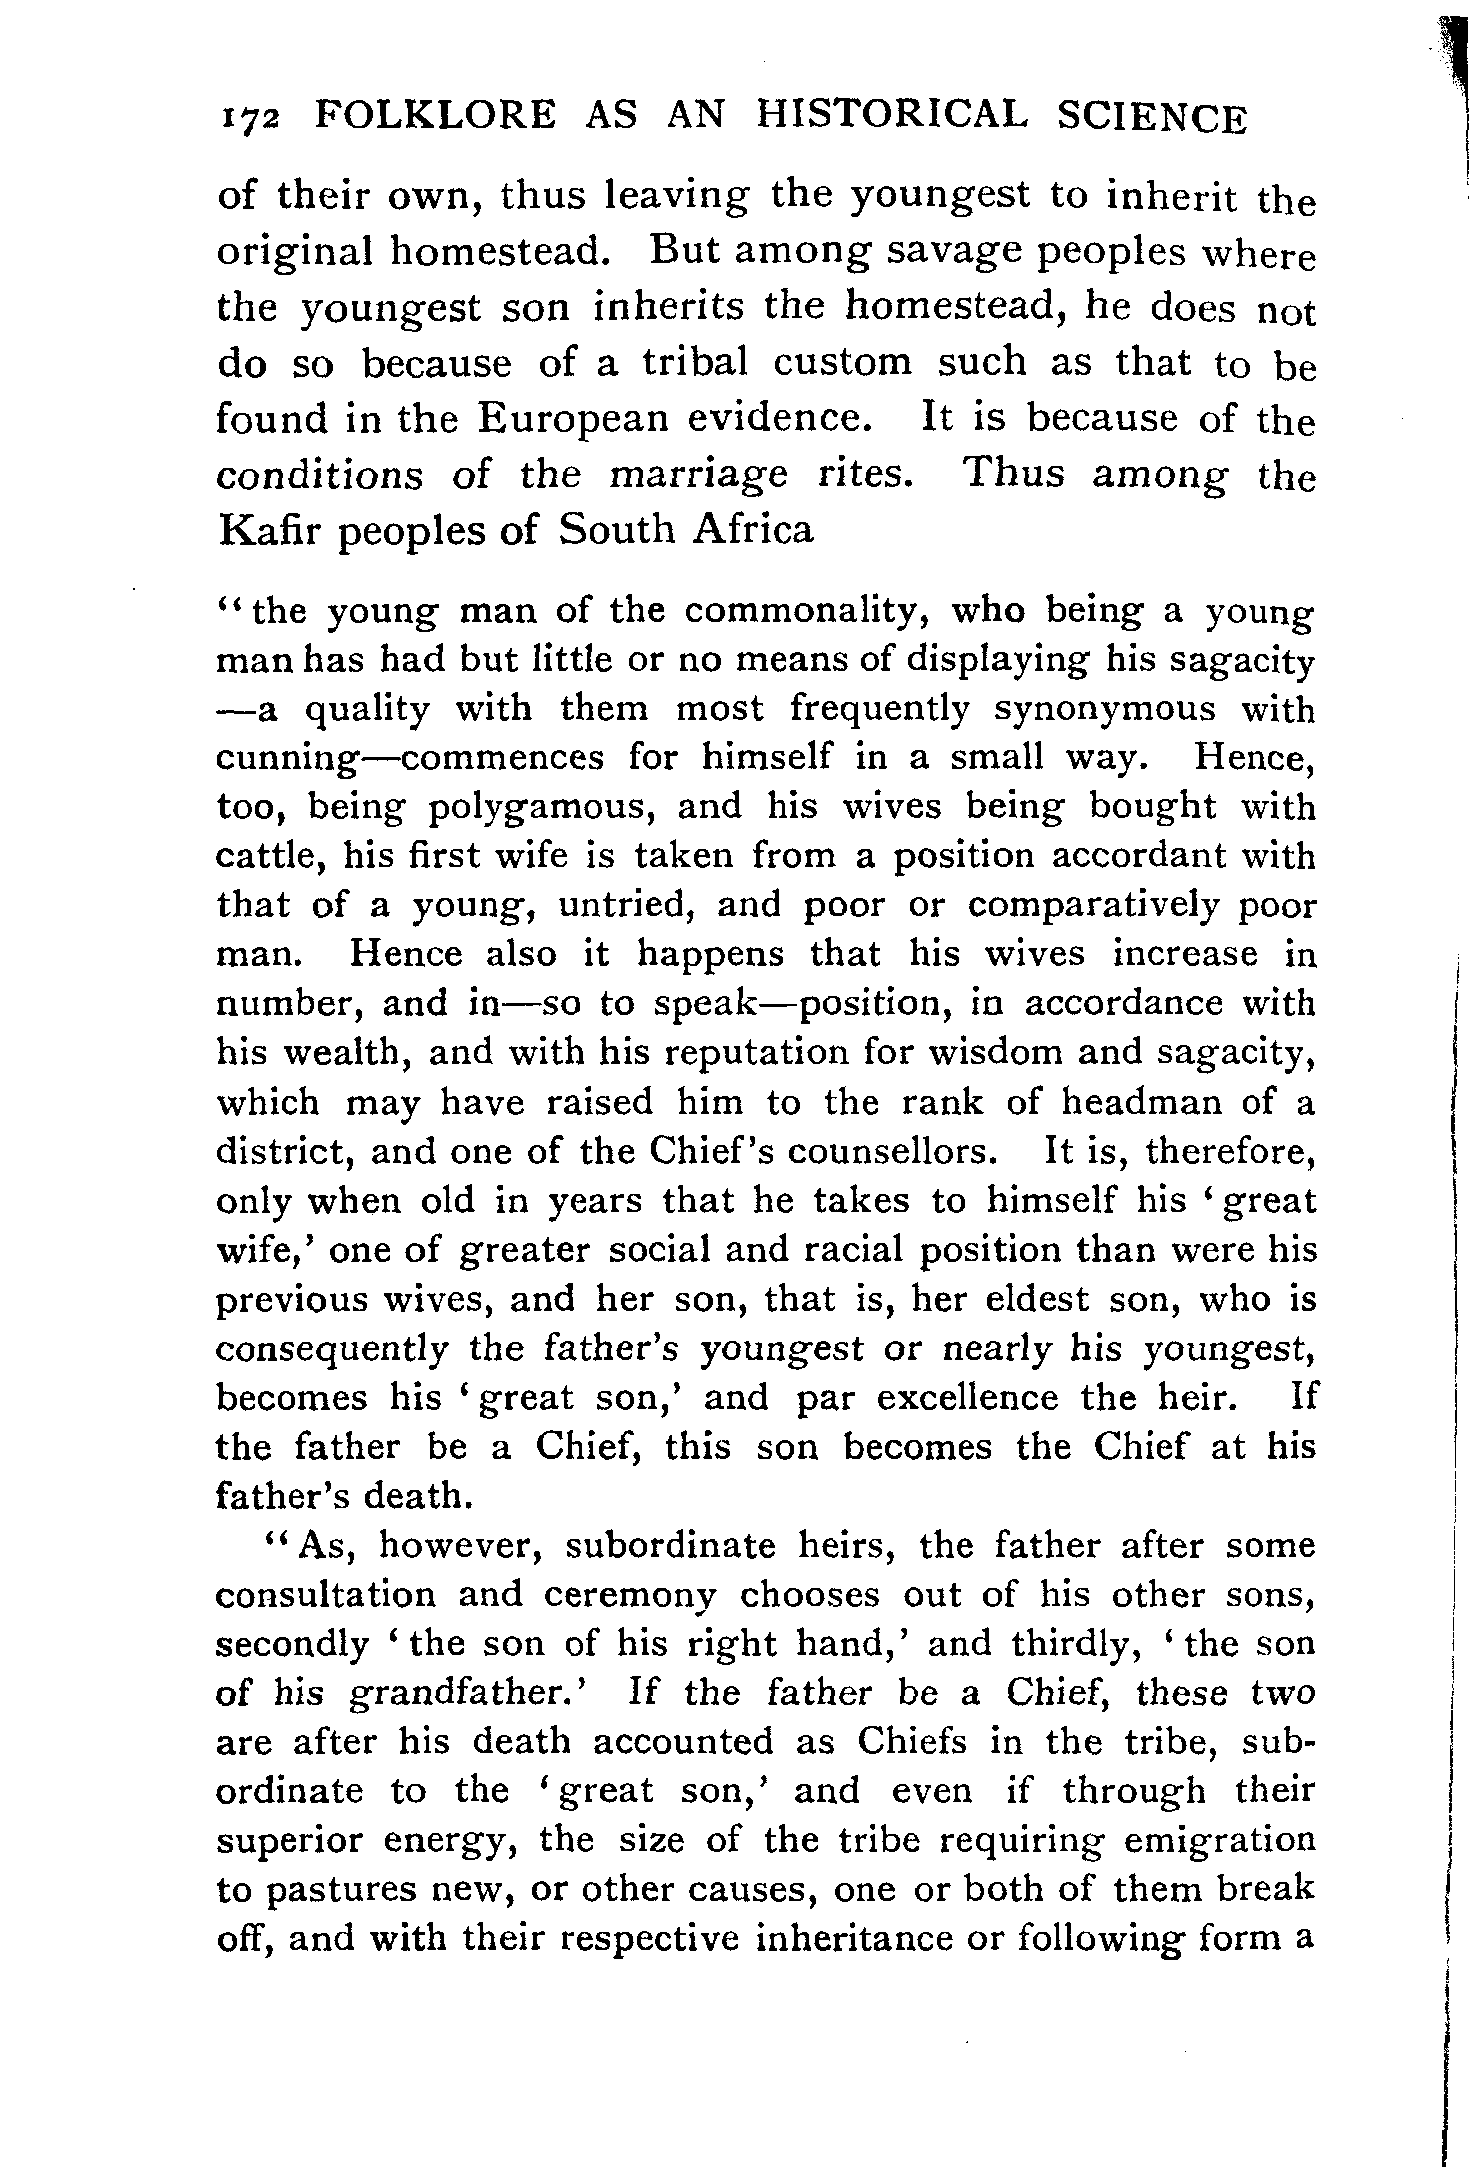 172 FOLKLORE AS AN HISTORICAL SCIENCE
of their own, thus leaving the youngest to inherit the
original homestead. But among savage peoples where
the youngest son inherits the homestead, he does not
do so because of a tribal custom such as that to be
found in the European evidence. It is because of the
conditions of the marriage rites. Thus among the
Kafir peoples of South Africa
“the young man of the commonality, who being a young
man has had but little or no means of displaying his sagacity
—a quality with them most frequently synonymous with
cunning—commences for himself in a small way. Hence,
too, being polygamous, and his wives being bought with
cattle, his first wife is taken from a position accordant with
that of a young, untried, and poor or comparatively poor
man. Hence also it happens that his wives increase in
number, and in—so to speak—position, in accordance with
his wealth, and with his reputation for wisdom and sagacity,
which may have raised him to the rank of headman of a
district, and one of the Chief’s counsellors. It is, therefore,
only when old in years that he takes to himself his ‘great
wife,’ one of greater social and racial position than were his
previous wives, and her son, that is, her eldest son, who is
consequently the father’s youngest or nearly his youngest,
becomes his ‘great son,’ and par excellence the heir. If
the father be a Chief, this son becomes the Chief at his
father’s death.
“As, however, subordinate heirs, the father after some
consultation and ceremony chooses out of his other sons,
secondly ‘the son of his right hand,’ and thirdly, ‘the son
of his grandfather.’ If the father be a Chief, these two
are after his death accounted as Chiefs in the tribe, sub-
ordinate to the ‘great son,’ and even if through their
superior energy, the size of the tribe requiring emigration
to pastures new, or other causes, one or both of them break
off, and with their respective inheritance or following form a